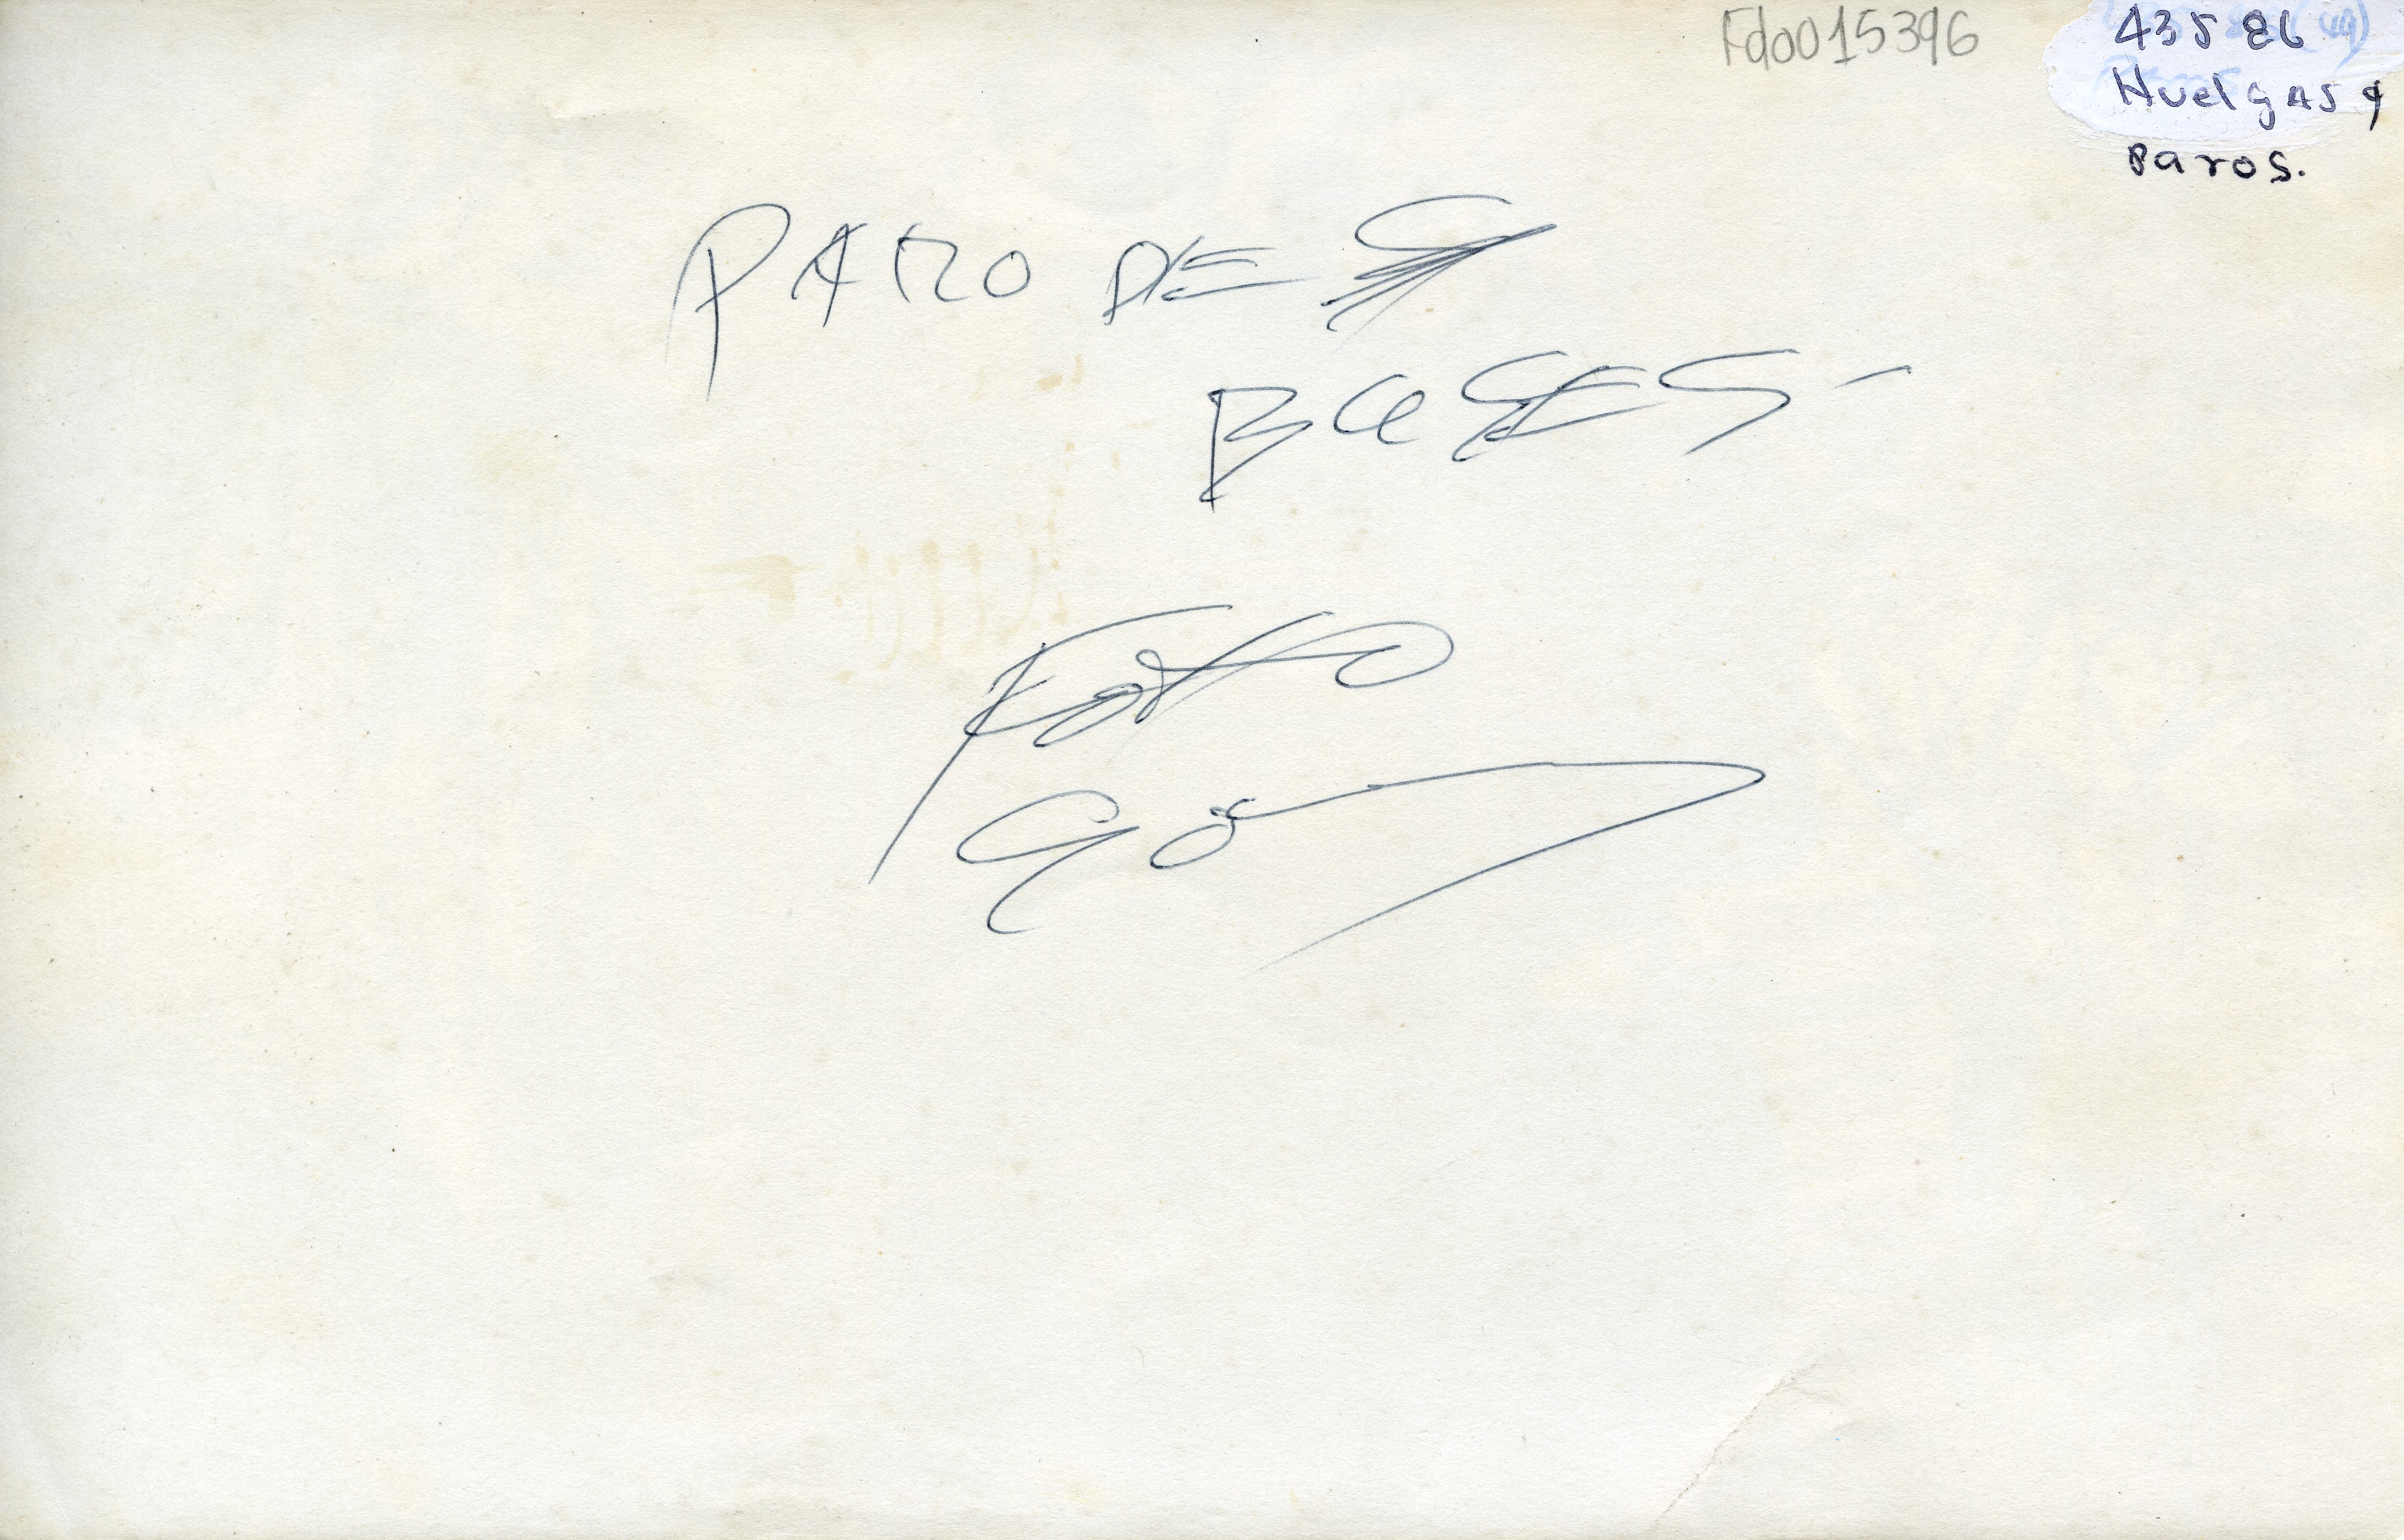 Fdo015396
43586
Huelgas y
Paros.
PARO DE
BUSES-
Foto